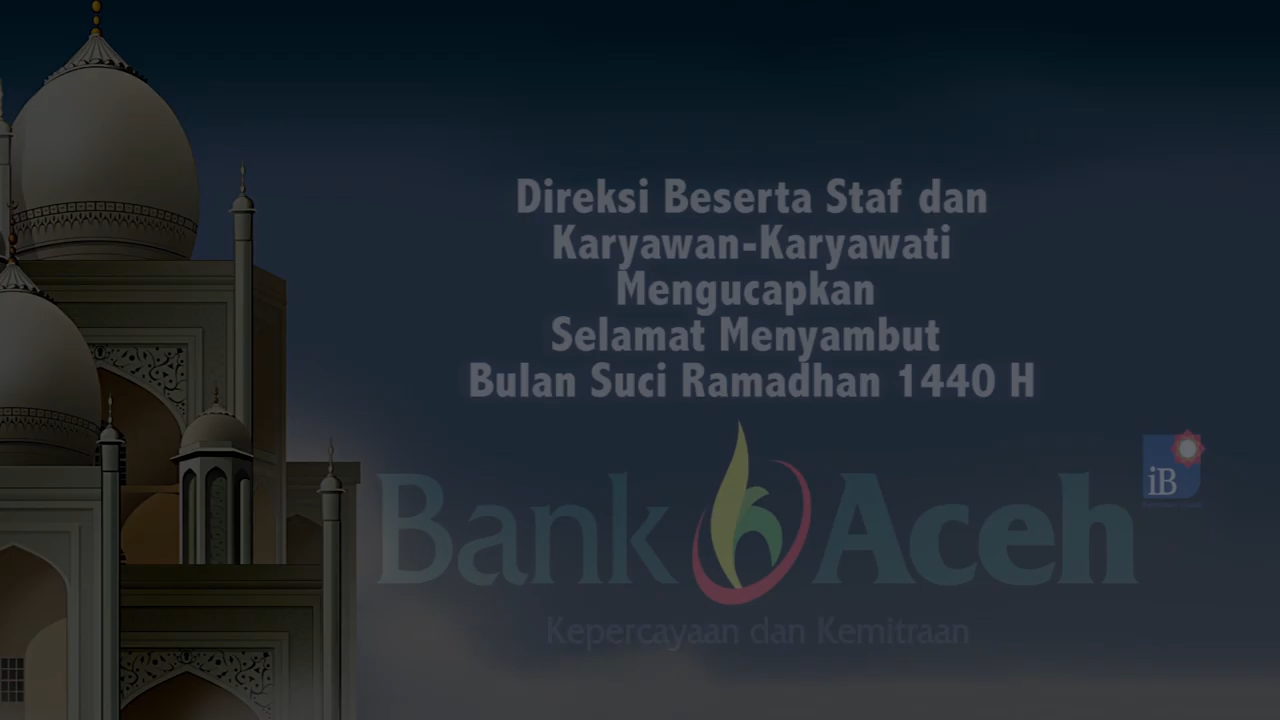 Direksi Beserta Staf dan
Karyawan-Karyawati
Mengucapkan
Selamat Menyambut
Bulan Suci Ramadhan 1440 H
Bank Aceh
iB
Kepercayaan dan Kemitraan